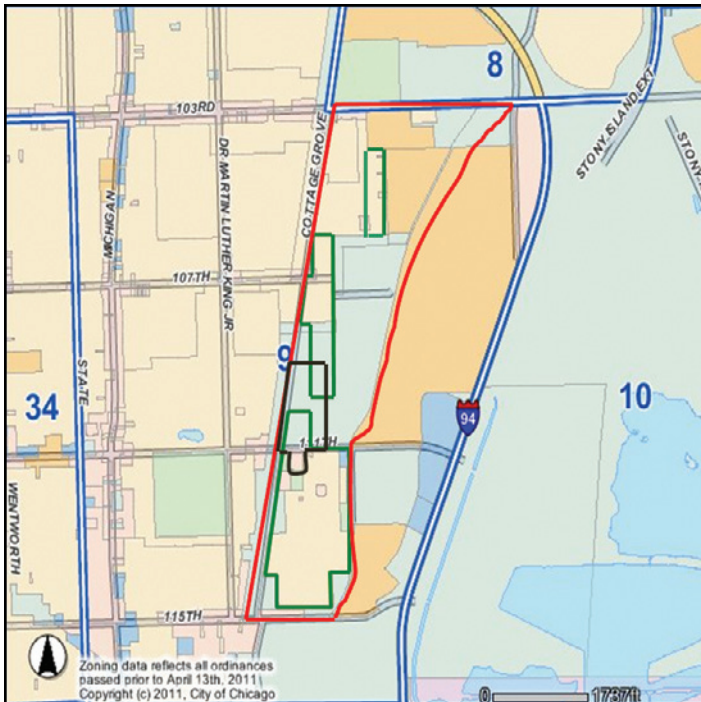 8
103RD
STONY ISLAND EXT
STONY
COTTAGE GROVE
DR MARTIN LUTHER KING JR
MICHIGAN
107TH
9
STATE
34
10
94
111TH
WENTWORTH
115TH
Zoning data reflects all ordinances
passed prior to April 13th, 2011
Copyright (c) 2011, City of Chicago
0 1737ft